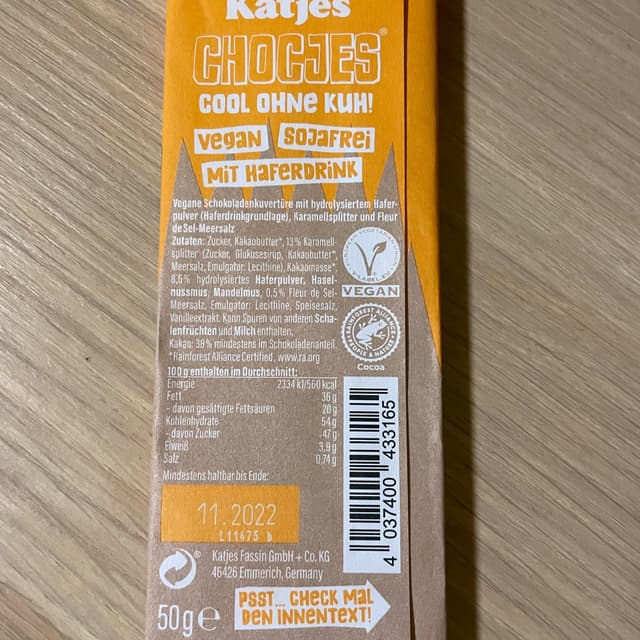 Katjes
CHOCJES®
COOL OHNE KUH!
VEGAN SOJAFREI
MIT HAFERDRINK
Vegane Schokoladenkuvertüre mit hydrolysiertem Hafer-
pulver (Haferdrinkgrundlage), Karamellsplitter und Fleur
de Sel-Meersalz
Zutaten: Zucker, Kakaobutter*, 13% Karamell-
splitter (Zucker, Glukosesirup, Kakaobutter*,
Meersalz, Emulgator: Lecithine), Kakaomasse*,
8,6% hydrolysiertes Haferpulver, Hasel-
nussmus, Mandelmus, 0,5% Fleur de Sel-
Meersalz, Emulgator: Lecithine, Speisesalz,
Vanilleextrakt. Kann Spuren von anderen Scha-
lenfrüchten und Milch enthalten.
Kakao: 38% mindestens im Schokoladenanteil
*Rainforest Alliance Certified www.ra.org
VEGAN
Cocoa
100 g enthalten im Durchschnitt:
Energie 2334 kJ/560 kcal
Fett 36 g
- davon gesättigte Fettsäuren 20 g
Kohlenhydrate 54 g
- davon Zucker 47 g
Eiweiß 3,9 g
Salz 0,74 g
Mindestens haltbar bis Ende:
11.2022
L11475 b
4 037400 433165
Katjes Fassin GmbH + Co. KG
46426 Emmerich, Germany
50 g e
PSST... CHECK MAL
DEN INNENTEXT!